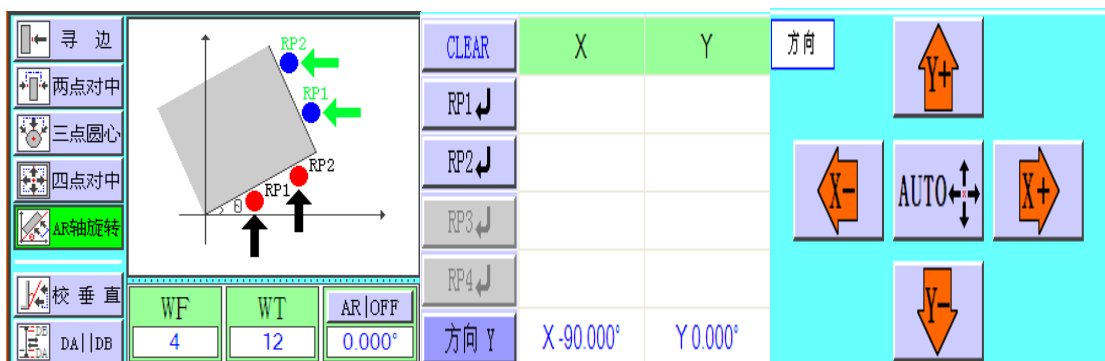 寻 边
两点对中
三点圆心
四点对中
AR轴旋转
校 垂 直
DA||DB
RP2
RP1
RP2
RP1
θ
WF
4
WT
12
AR|OFF
0.000°
CLEAR
X
Y
RP1
RP2
RP3
RP4
方向 Y
X -90.000°
Y 0.000°
方向
Y+
X-
AUTO
X+
Y-